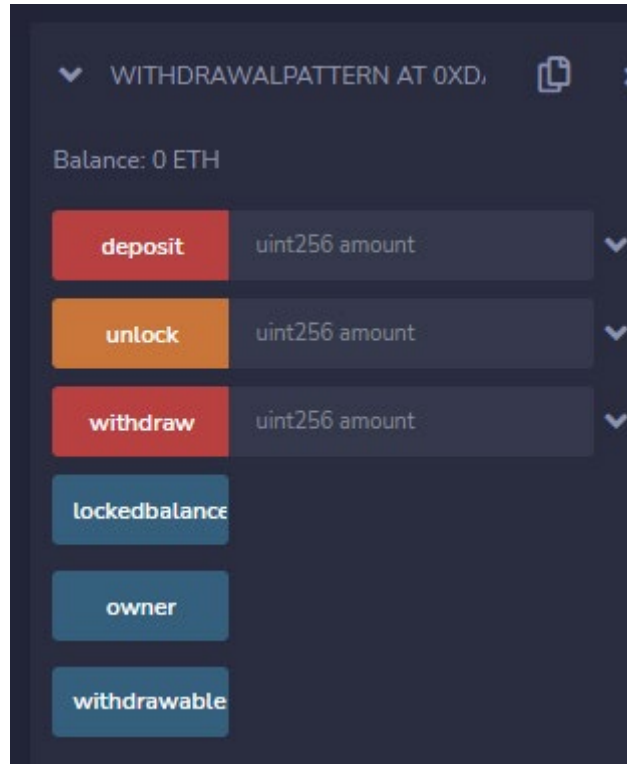 WITHDRAWALPATTERN AT 0XD
Balance: 0 ETH
deposit uint256 amount
unlock uint256 amount
withdraw uint256 amount
lockedbalance
owner
withdrawable